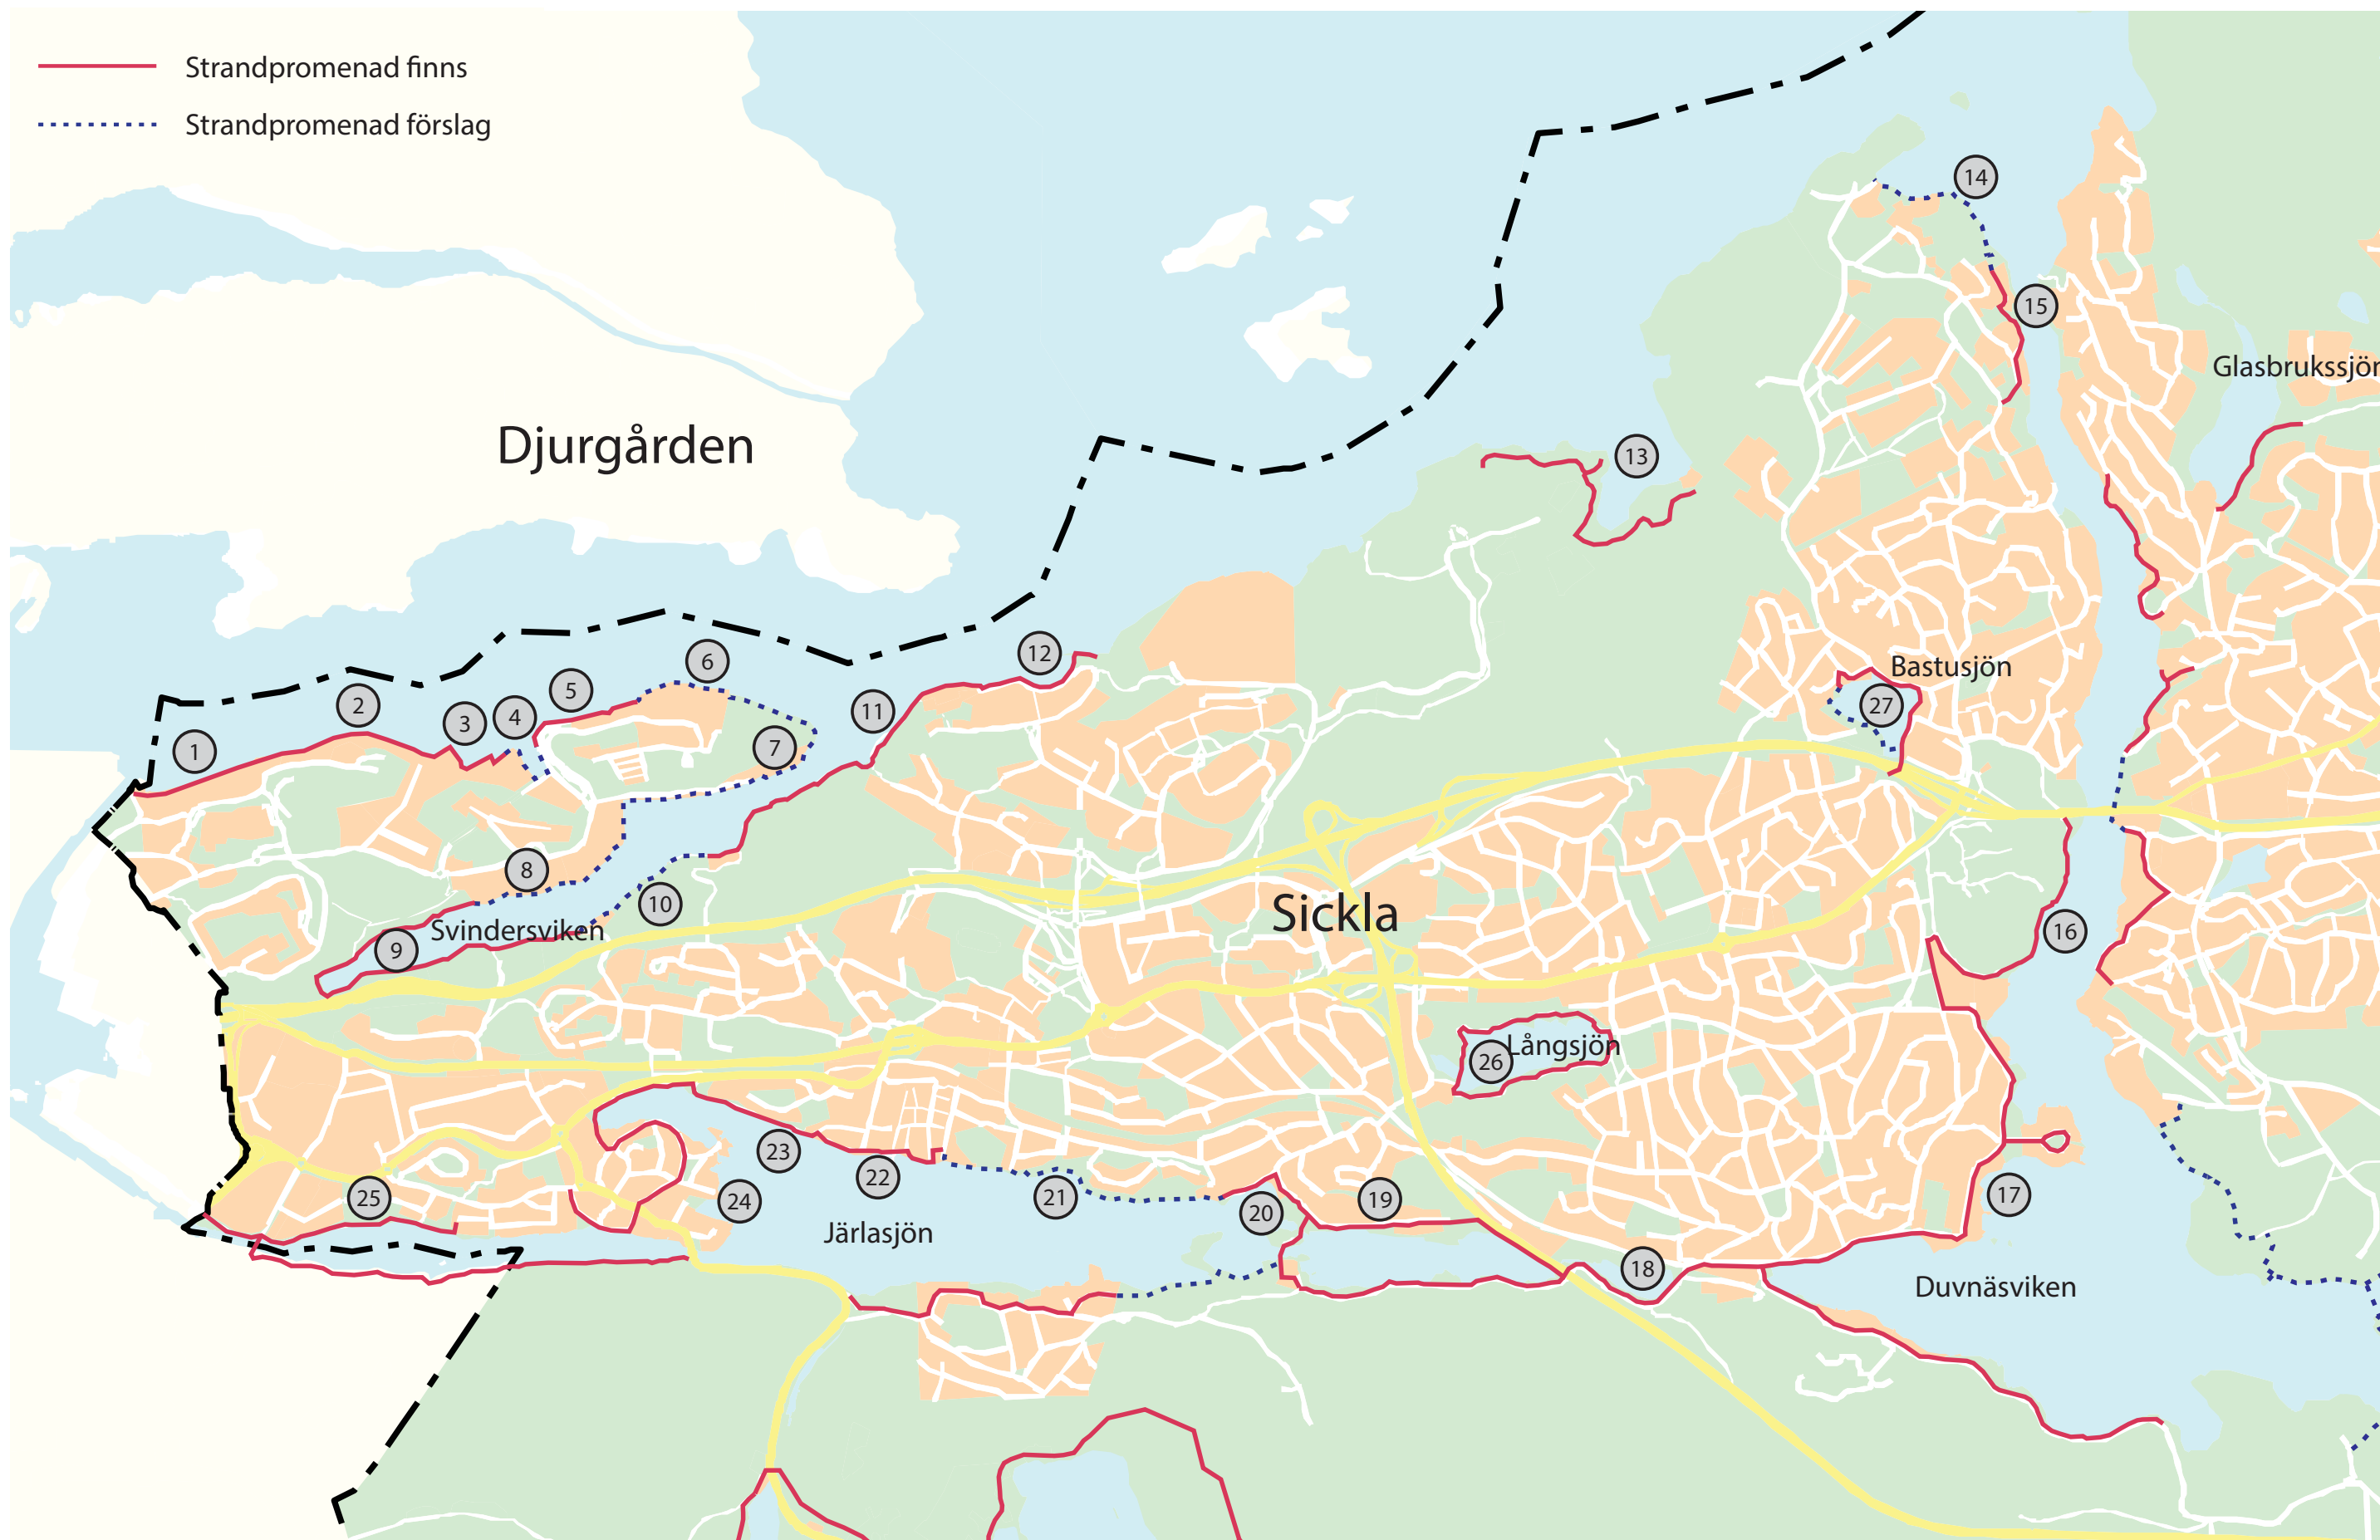 Strandpromenad finns
Strandpromenad förslag
14
15
Glasbrukssjör
Djurgården
13
12
6
Bastusjön
5
2
11
27
4
3
7
1
8
10
Sickla
Svindersviken
16
9
Långsjön
26
23
22
17
25
21
19
24
20
Järlasjön
18
Duvnäsviken